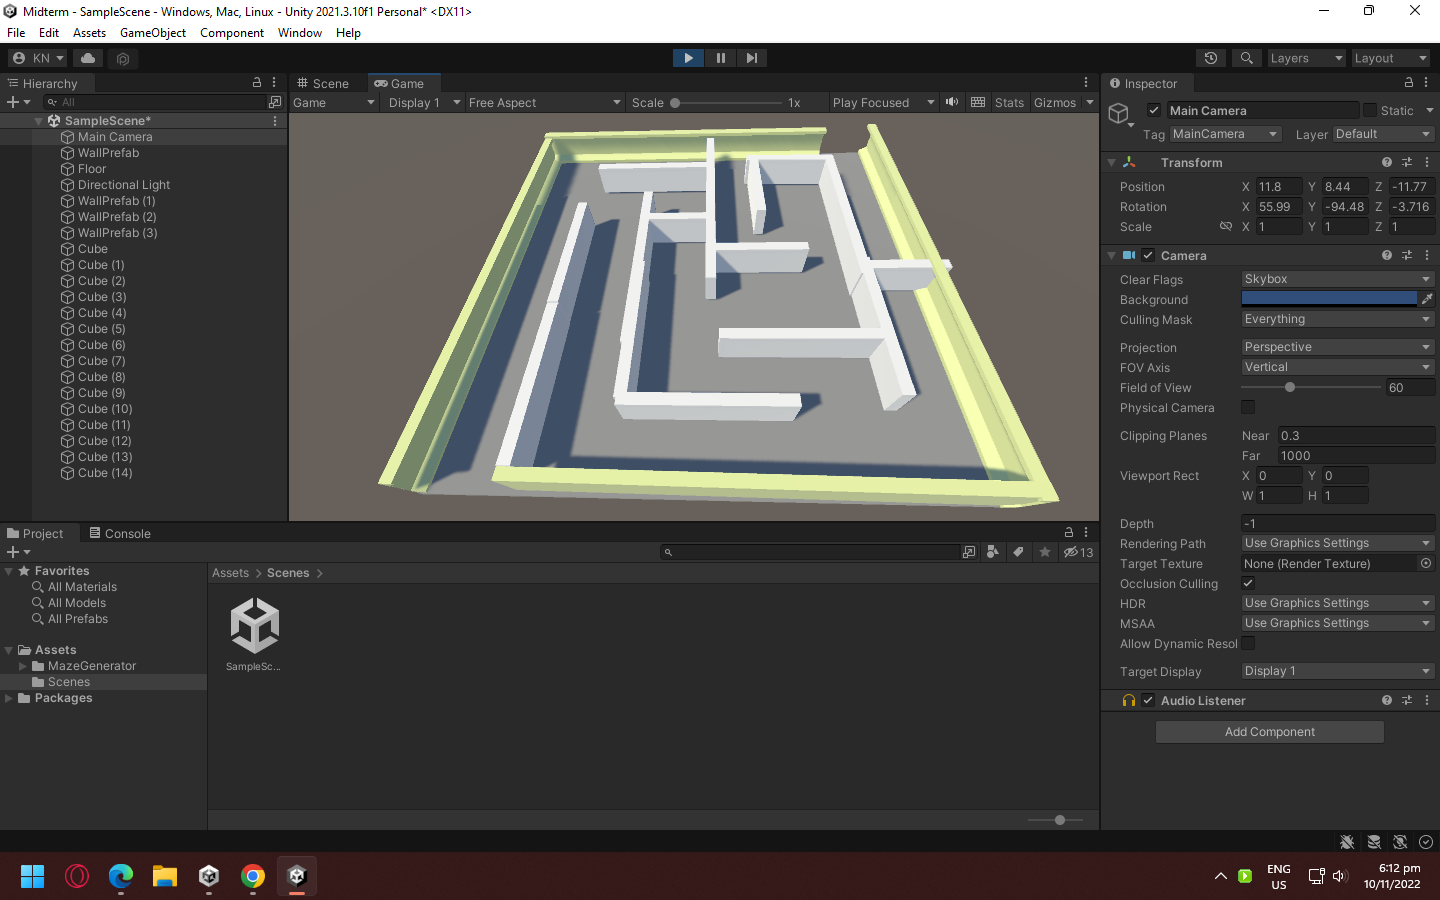 Midterm - SampleScene - Windows, Mac, Linux - Unity 2021.3.10f1 Personal* <DX11>
File Edit Assets GameObject Component Window Help
KN Layers Layout
Hierarchy
All
SampleScene*
Main Camera
WallPrefab
Floor
Directional Light
WallPrefab (1)
WallPrefab (2)
WallPrefab (3)
Cube
Cube (1)
Cube (2)
Cube (3)
Cube (4)
Cube (5)
Cube (6)
Cube (7)
Cube (8)
Cube (9)
Cube (10)
Cube (11)
Cube (12)
Cube (13)
Cube (14)
Scene Game
Game Display 1 Free Aspect Scale 1x Play Focused Stats Gizmos
Inspector
Main Camera Static
Tag MainCamera Layer Default
Transform
Position X 11.8 Y 8.44 Z -11.77
Rotation X 55.99 Y -94.48 Z -3.716
Scale X 1 Y 1 Z 1
Camera
Clear Flags Skybox
Background
Culling Mask Everything
Projection Perspective
FOV Axis Vertical
Field of View 60
Physical Camera
Clipping Planes Near 0.3
Far 1000
Viewport Rect X 0 Y 0
W 1 H 1
Depth -1
Rendering Path Use Graphics Settings
Target Texture None (Render Texture)
Occlusion Culling
HDR Use Graphics Settings
MSAA Use Graphics Settings
Allow Dynamic Resol
Target Display Display 1
Audio Listener
Add Component
Project Console
13
Favorites
All Materials
All Models
All Prefabs
Assets
MazeGenerator
Scenes
Packages
Assets > Scenes >
SampleSc...
ENG
US
6:12 pm
10/11/2022